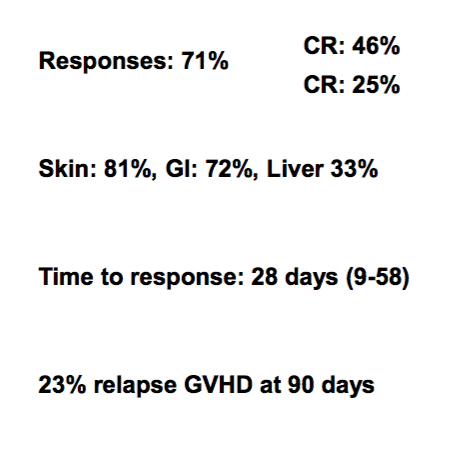 Responses: 71%
CR: 46%
CR: 25%
Skin: 81%, GI: 72%, Liver 33%
Time to response: 28 days (9-58)
23% relapse GVHD at 90 days